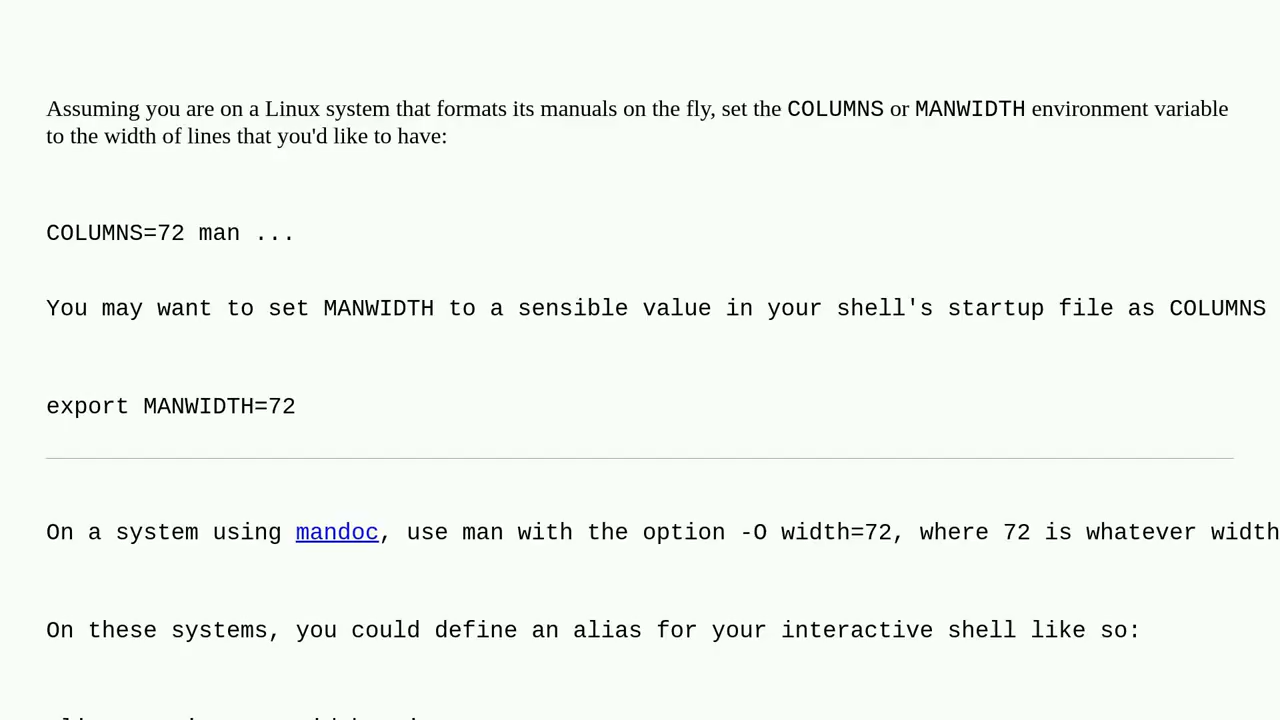 Assuming you are on a Linux system that formats its manuals on the fly, set the COLUMNS or MANWIDTH environment variable
to the width of lines that you'd like to have:
COLUMNS=72 man ...
You may want to set MANWIDTH to a sensible value in your shell's startup file as COLUMNS
export MANWIDTH=72
On a system using mandoc, use man with the option -O width=72, where 72 is whatever width
On these systems, you could define an alias for your interactive shell like so: